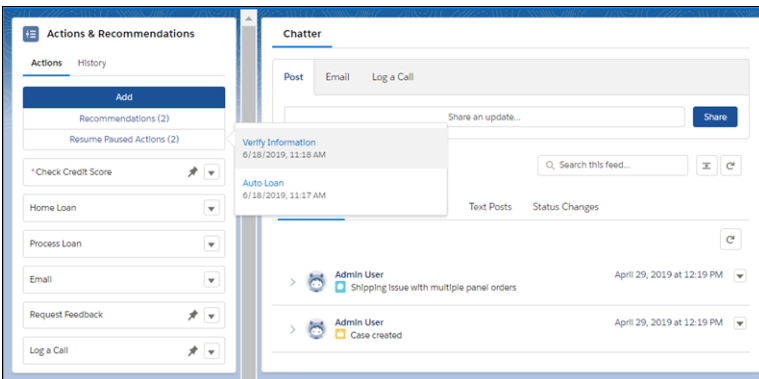 Actions & Recommendations
Actions History
Add
Recommendations (2)
Resume Paused Actions (2)
*Check Credit Score
Home Loan
Process Loan
Email
Request Feedback
Log a Call
Verify Information
6/18/2019, 11:18 AM
Auto Loan
6/18/2019, 11:17 AM
Chatter
Post Email Log a Call
Share an update... Share
Search this feed...
Text Posts Status Changes
Admin User April 29, 2019 at 12:19 PM
Shipping issue with multiple panel orders
Admin User April 29, 2019 at 12:19 PM
Case created